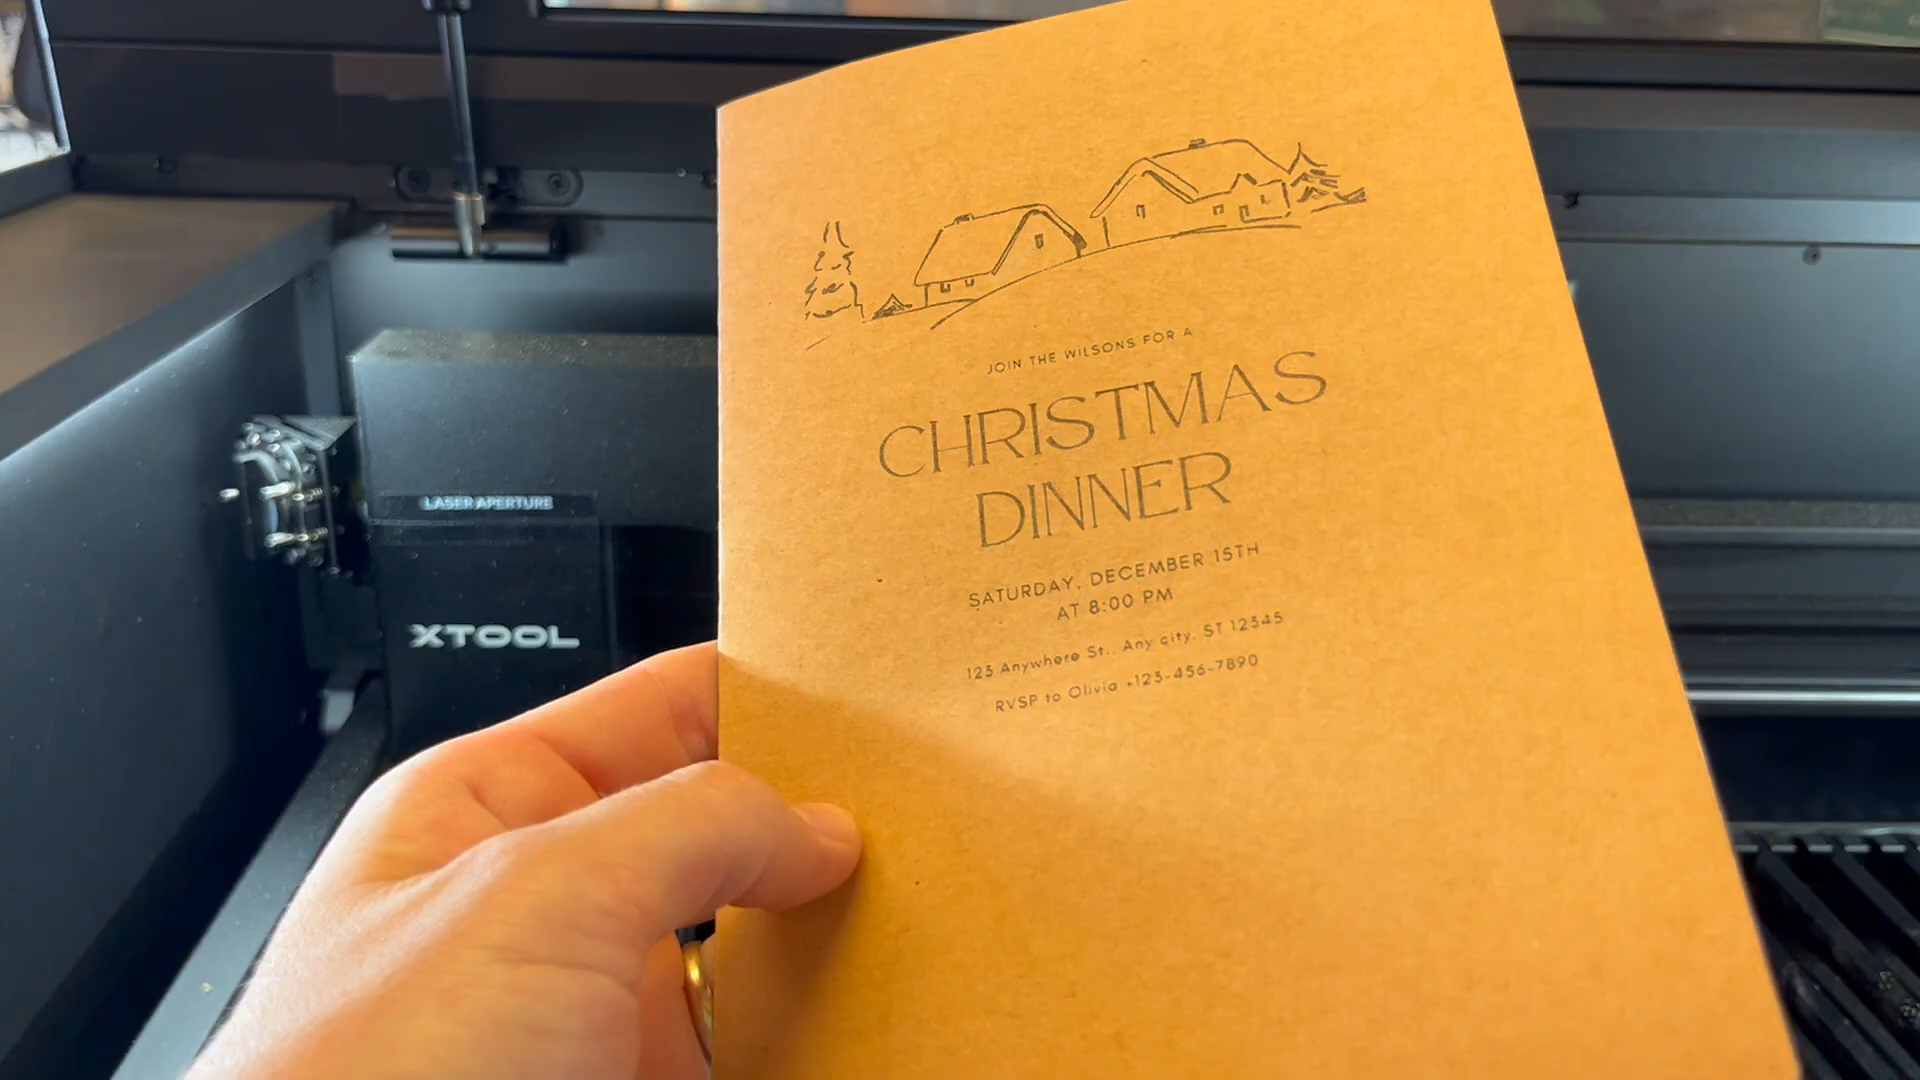 LASER APERTURE
XTOOL
JOIN THE WILSONS FOR A
CHRISTMAS
DINNER
SATURDAY, DECEMBER 15TH
AT 8:00 PM
123 Anywhere St., Any city, ST 12345
RVSP to Olivia +123-456-7890